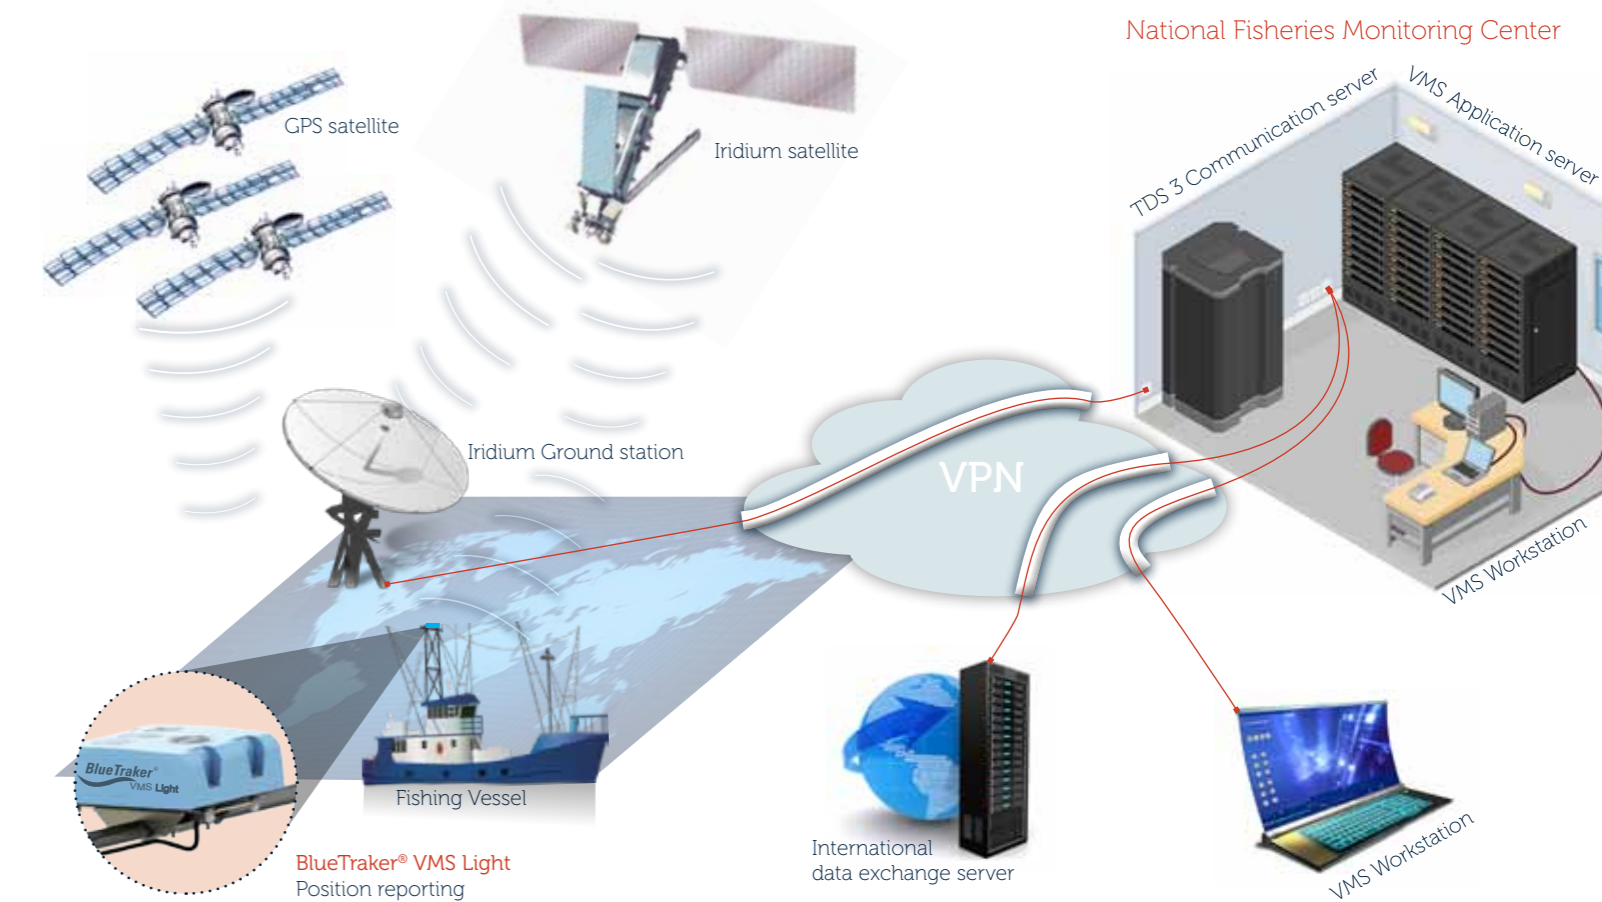 National Fisheries Monitoring Center
TDS 3 Communication server
VMS Application server
GPS satellite
Iridium satellite
Iridium Ground station
VPN
VMS Workstation
BlueTraker®
VMS Light
Fishing Vessel
BlueTraker® VMS Light
Position reporting
International
data exchange server
VMS Workstation